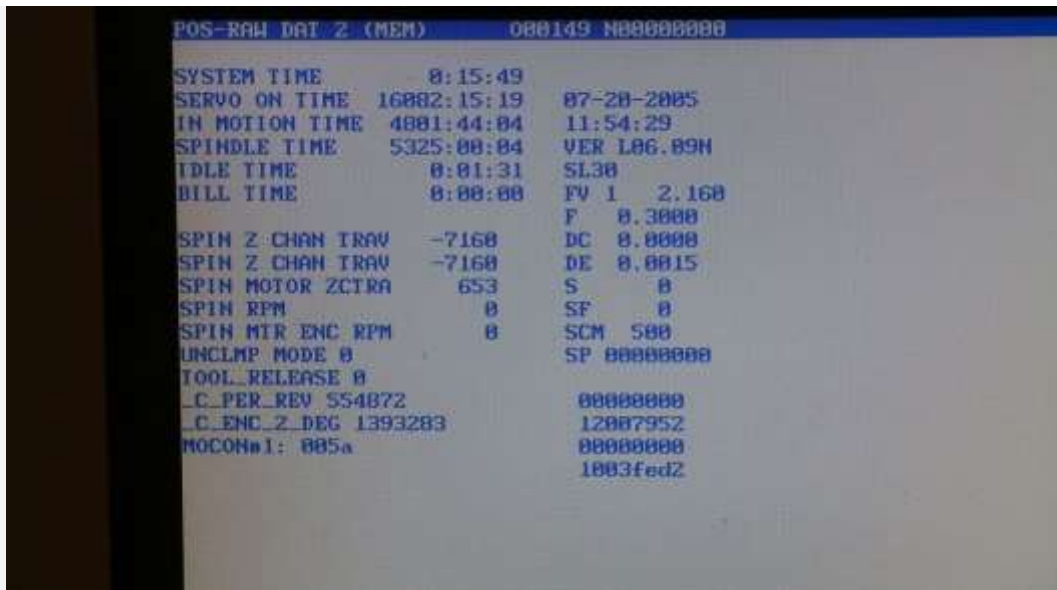 POS-RAW DAT 2 (MEM) O00149 N00000000
SYSTEM TIME 0:15:49
SERVO ON TIME 16082:15:19 07-20-2005
IN MOTION TIME 4801:44:04 11:54:29
SPINDLE TIME 5325:00:04 VER L06.09N
IDLE TIME 0:01:31 SL30
BILL TIME 0:00:00 FV 1 2.160
F 0.3000
SPIN Z CHAN TRAV -7160 DC 0.0000
SPIN Z CHAN TRAV -7160 DE 0.0015
SPIN MOTOR ZCTRA 653 S 0
SPIN RPM 0 SF 0
SPIN MTR ENC RPM 0 SCM 500
UNCLMP MODE 0 SP 00000000
TOOL_RELEASE 0
_C_PER_REV 554872 00000000
_C_ENC_2_DEG 1393283 12007952
MOCON#1: 005a 00000000
1003fed2